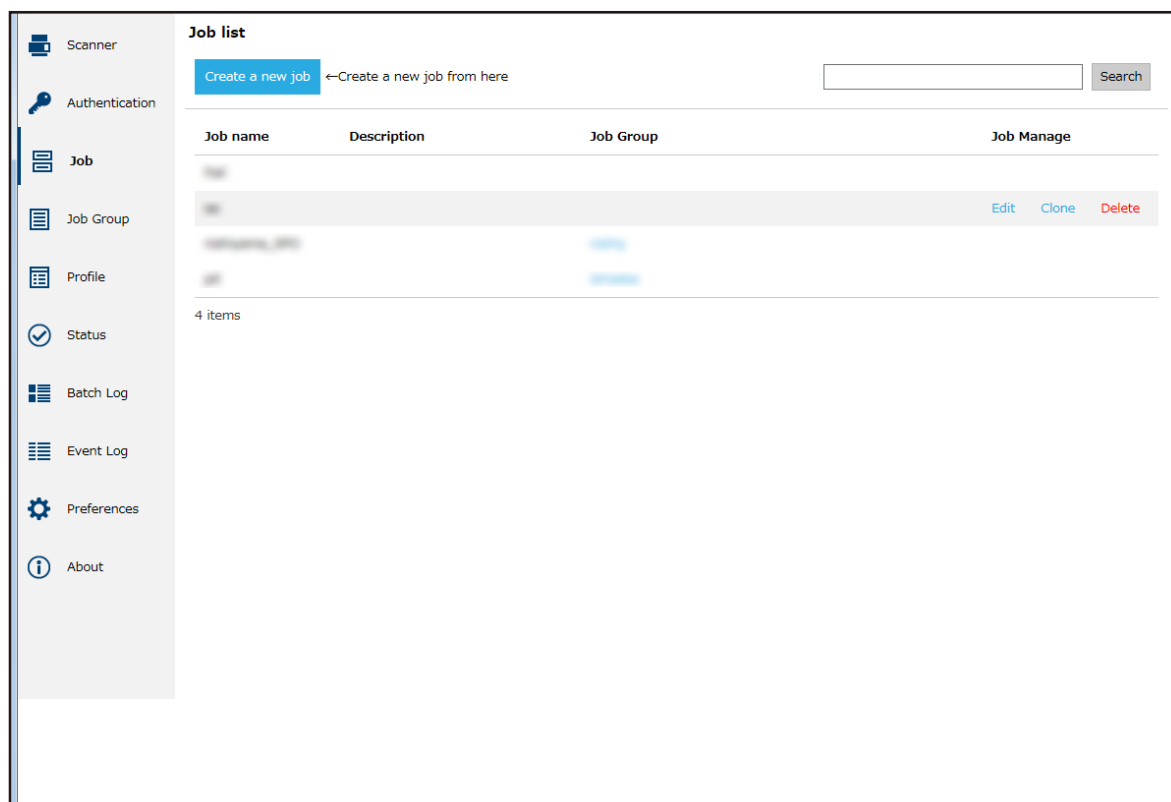 Scanner
Authentication
Job
Job Group
Profile
Status
Batch Log
Event Log
Preferences
About
Job list
Create a new job ←Create a new job from here Search
Job name Description Job Group Job Manage
Edit Clone Delete
4 items